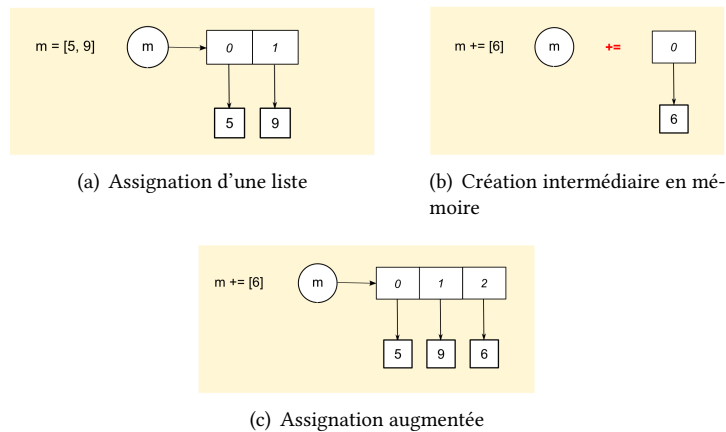 m = [5, 9] m 0 1
5 9
(a) Assignation d'une liste
m += [6] m += 0
6
(b) Création intermédiaire en mé-
moire
m += [6] m 0 1 2
5 9 6
(c) Assignation augmentée